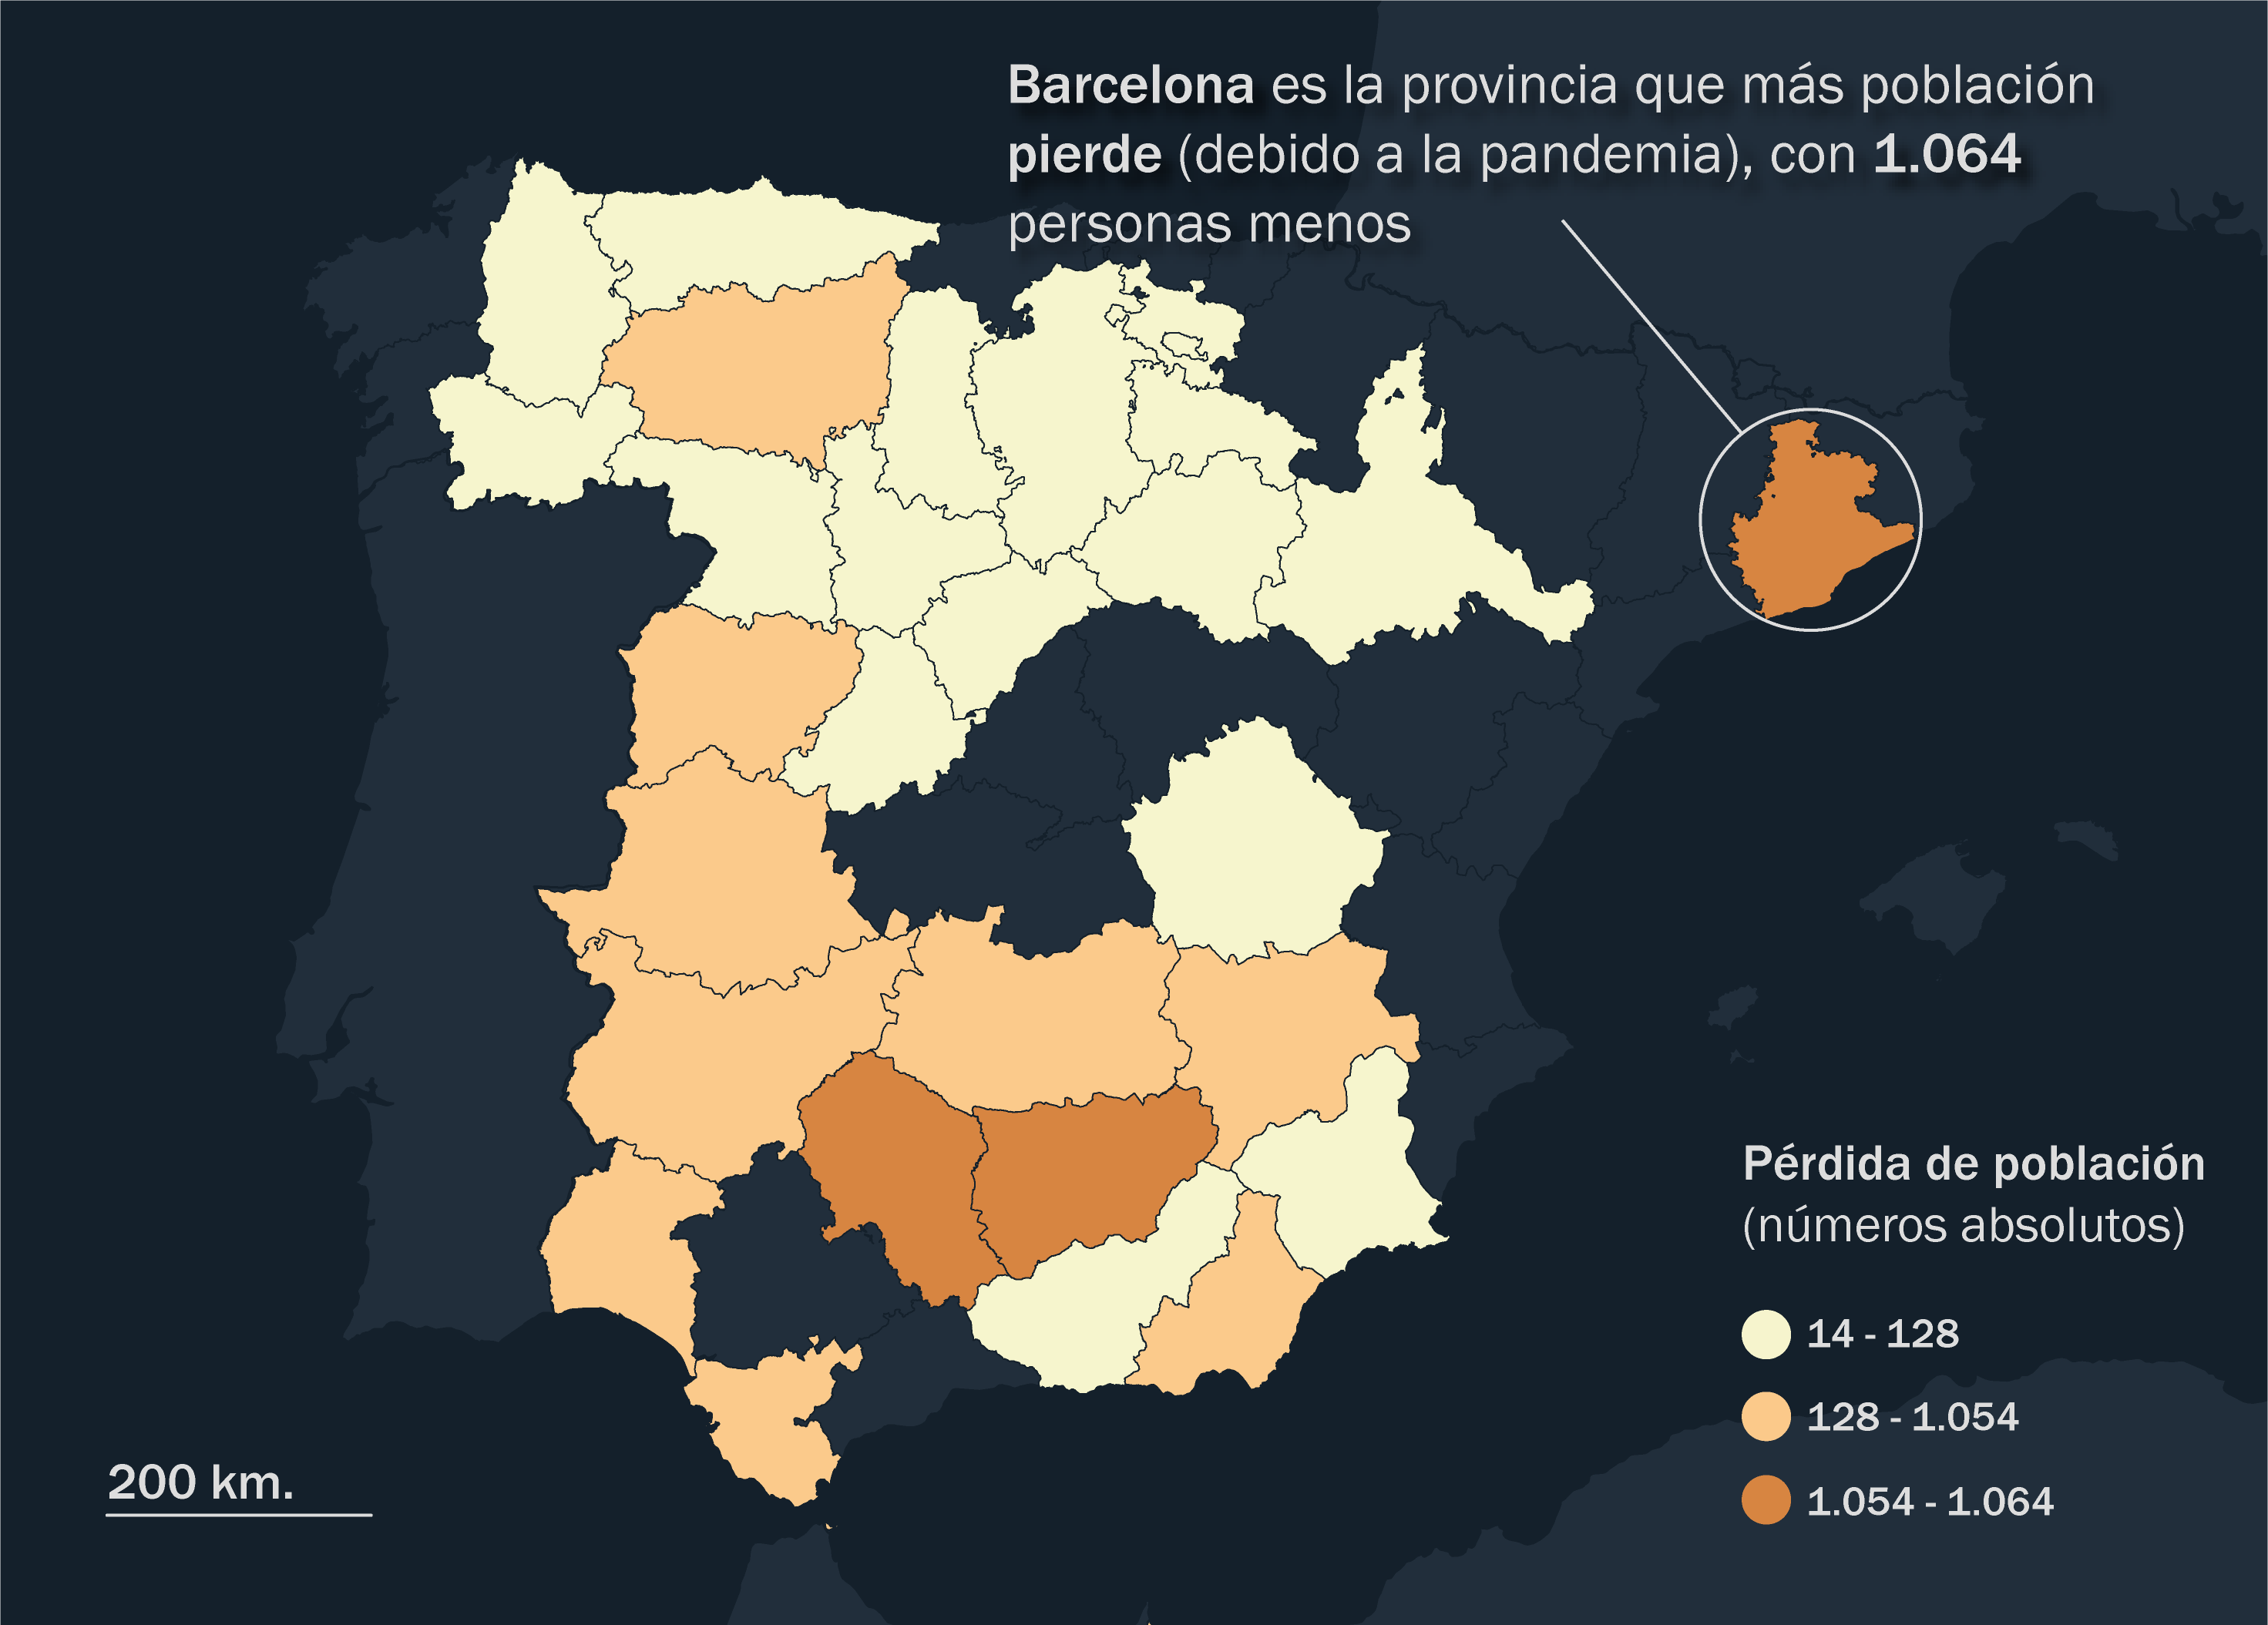 Barcelona es la provincia que más población
pierde (debido a la pandemia), con 1.064
personas menos
Pérdida de población
(números absolutos)
14 - 128
128 - 1.054
1.054 - 1.064
200 km.